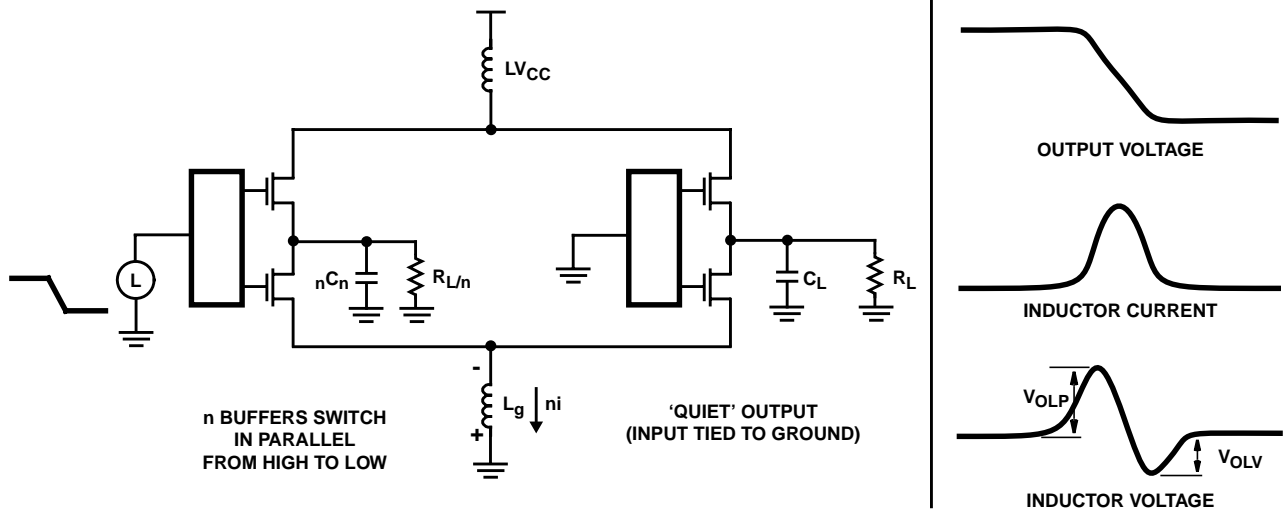 LVCC
L
nCn
RL/n
CL
RL
-
Lg
ni
+
n BUFFERS SWITCH
IN PARALLEL
FROM HIGH TO LOW
‘QUIET’ OUTPUT
(INPUT TIED TO GROUND)
OUTPUT VOLTAGE
INDUCTOR CURRENT
VOLP
VOLV
INDUCTOR VOLTAGE